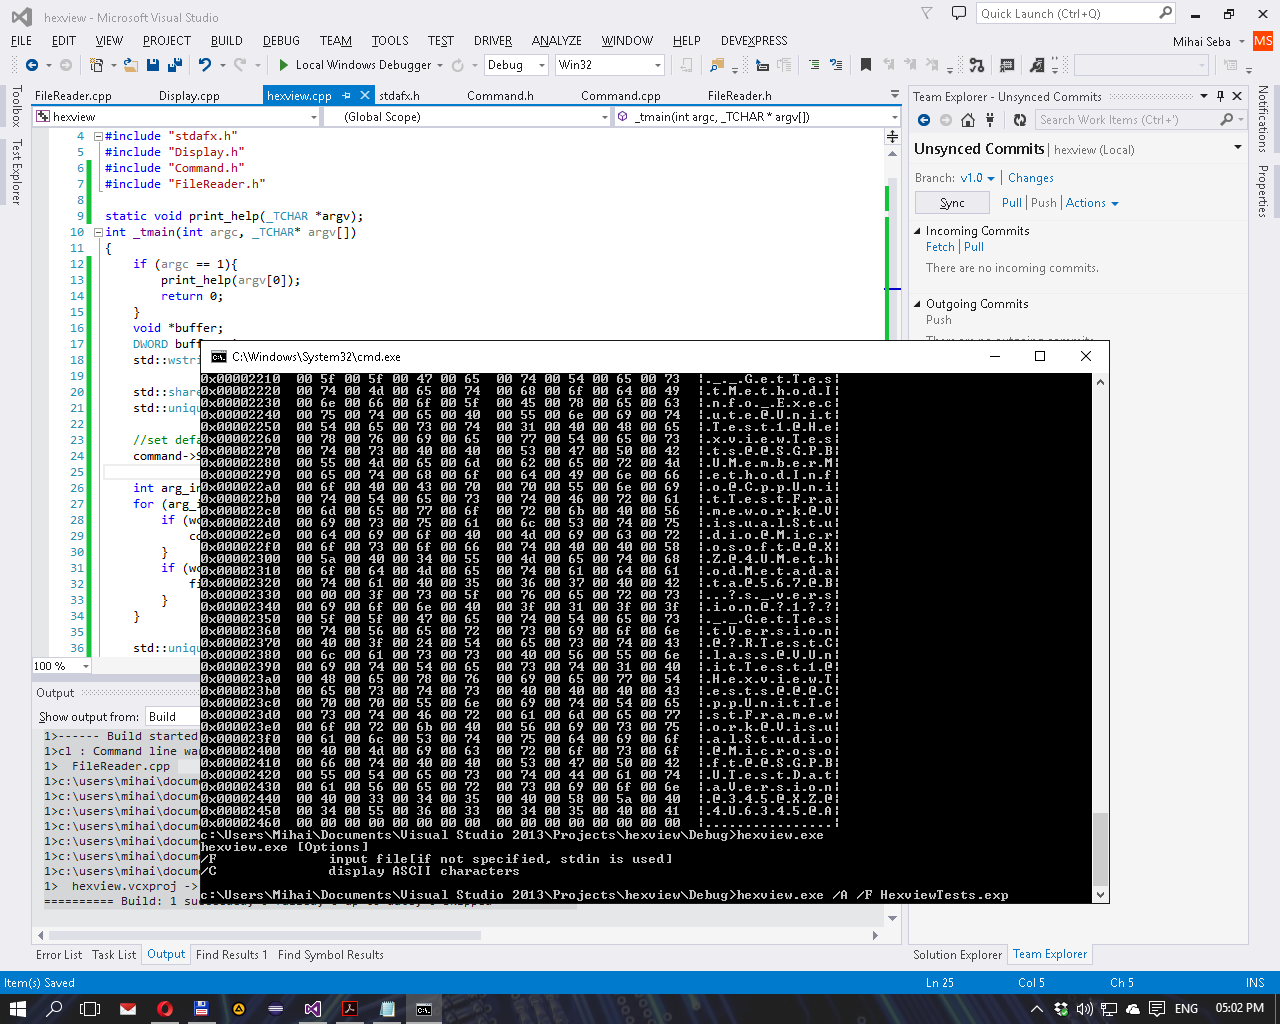 hexview - Microsoft Visual Studio
Quick Launch (Ctrl+Q)
FILE EDIT VIEW PROJECT BUILD DEBUG TEAM TOOLS TEST DRIVER ANALYZE WINDOW HELP DEVEXPRESS
Mihai Seba MS
Local Windows Debugger Debug Win32
Toolbox
Test Explorer
FileReader.cpp Display.cpp hexview.cpp stdafx.h Command.h Command.cpp FileReader.h
hexview (Global Scope) _tmain(int argc, _TCHAR * argv[])
4 #include "stdafx.h"
5 #include "Display.h"
6 #include "Command.h"
7 #include "FileReader.h"
8
9 static void print_help(_TCHAR *argv);
10 int _tmain(int argc, _TCHAR* argv[])
11 {
12 if (argc == 1){
13 print_help(argv[0]);
14 return 0;
15 }
16 void *buffer;
17 DWORD buff
18 std::wstri
19
20 std::share
21 std::uniqu
22
23 //set defa
24 command->S
25
26 int arg_in
27 for (arg_i
28 if (wc
29 co
30 }
31 if (wc
32 fi
33 }
34 }
35
36 std::uniqu
100 %
Output
Show output from: Build
1>------ Build started
1>cl : Command line wa
1> FileReader.cpp
1>c:\users\mihai\docum
1>c:\users\mihai\docum
1>c:\users\mihai\docum
1>c:\users\mihai\docum
1>c:\users\mihai\docum
1>c:\users\mihai\docum
1>c:\users\mihai\docum
1> hexview.vcxproj ->
========== Build: 1
C:\Windows\System32\cmd.exe
0x00002210 00 5f 00 5f 00 47 00 65 00 74 00 54 00 65 00 73 |._._.G.e.t.T.e.s|
0x00002220 00 74 00 4d 00 65 00 74 00 68 00 6f 00 64 00 49 |.t.M.e.t.h.o.d.I|
0x00002230 00 6e 00 66 00 6f 00 5f 00 45 00 78 00 65 00 63 |.n.f.o._.E.x.e.c|
0x00002240 00 75 00 74 00 65 00 40 00 55 00 6e 00 69 00 74 |.u.t.e.@.U.n.i.t|
0x00002250 00 54 00 65 00 73 00 74 00 31 00 40 00 48 00 65 |.T.e.s.t.1.@.H.e|
0x00002260 00 78 00 76 00 69 00 65 00 77 00 54 00 65 00 73 |.x.v.i.e.w.T.e.s|
0x00002270 00 74 00 73 00 40 00 40 00 53 00 47 00 50 00 42 |.t.s.@.@.S.G.P.B|
0x00002280 00 55 00 4d 00 65 00 6d 00 62 00 65 00 72 00 4d |.U.M.e.m.b.e.r.M|
0x00002290 00 65 00 74 00 68 00 6f 00 64 00 49 00 6e 00 66 |.e.t.h.o.d.I.n.f|
0x000022a0 00 6f 00 40 00 43 00 70 00 70 00 55 00 6e 00 69 |.o.@.C.p.p.U.n.i|
0x000022b0 00 74 00 54 00 65 00 73 00 74 00 46 00 72 00 61 |.t.T.e.s.t.F.r.a|
0x000022c0 00 6d 00 65 00 77 00 6f 00 72 00 6b 00 40 00 56 |.m.e.w.o.r.k.@.V|
0x000022d0 00 69 00 73 00 75 00 61 00 6c 00 53 00 74 00 75 |.i.s.u.a.l.S.t.u|
0x000022e0 00 64 00 69 00 6f 00 40 00 4d 00 69 00 63 00 72 |.d.i.o.@.M.i.c.r|
0x000022f0 00 6f 00 73 00 6f 00 66 00 74 00 40 00 40 00 58 |.o.s.o.f.t.@.@.X|
0x00002300 00 5a 00 40 00 34 00 55 00 4d 00 65 00 74 00 68 |.Z.@.4.U.M.e.t.h|
0x00002310 00 6f 00 64 00 4d 00 65 00 74 00 61 00 64 00 61 |.o.d.M.e.t.a.d.a|
0x00002320 00 74 00 61 00 40 00 35 00 36 00 37 00 40 00 42 |.t.a.@.5.6.7.@.B|
0x00002330 00 00 00 3f 00 73 00 5f 00 76 00 65 00 72 00 73 |...?.s._.v.e.r.s|
0x00002340 00 69 00 6f 00 6e 00 40 00 3f 00 31 00 3f 00 3f |.i.o.n.@.?.1.?.?|
0x00002350 00 5f 00 5f 00 47 00 65 00 74 00 54 00 65 00 73 |._._.G.e.t.T.e.s|
0x00002360 00 74 00 56 00 65 00 72 00 73 00 69 00 6f 00 6e |.t.V.e.r.s.i.o.n|
0x00002370 00 40 00 3f 00 24 00 54 00 65 00 73 00 74 00 43 |.@.?.$.T.e.s.t.C|
0x00002380 00 6c 00 61 00 73 00 73 00 40 00 56 00 55 00 6e |.l.a.s.s.@.V.U.n|
0x00002390 00 69 00 74 00 54 00 65 00 73 00 74 00 31 00 40 |.i.t.T.e.s.t.1.@|
0x000023a0 00 48 00 65 00 78 00 76 00 69 00 65 00 77 00 54 |.H.e.x.v.i.e.w.T|
0x000023b0 00 65 00 73 00 74 00 73 00 40 00 40 00 40 00 43 |.e.s.t.s.@.@.@.C|
0x000023c0 00 70 00 70 00 55 00 6e 00 69 00 74 00 54 00 65 |.p.p.U.n.i.t.T.e|
0x000023d0 00 73 00 74 00 46 00 72 00 61 00 6d 00 65 00 77 |.s.t.F.r.a.m.e.w|
0x000023e0 00 6f 00 72 00 6b 00 40 00 56 00 69 00 73 00 75 |.o.r.k.@.V.i.s.u|
0x000023f0 00 61 00 6c 00 53 00 74 00 75 00 64 00 69 00 6f |.a.l.S.t.u.d.i.o|
0x00002400 00 40 00 4d 00 69 00 63 00 72 00 6f 00 73 00 6f |.@.M.i.c.r.o.s.o|
0x00002410 00 66 00 74 00 40 00 40 00 53 00 47 00 50 00 42 |.f.t.@.@.S.G.P.B|
0x00002420 00 55 00 54 00 65 00 73 00 74 00 44 00 61 00 74 |.U.T.e.s.t.D.a.t|
0x00002430 00 61 00 56 00 65 00 72 00 73 00 69 00 6f 00 6e |.a.V.e.r.s.i.o.n|
0x00002440 00 40 00 33 00 34 00 35 00 40 00 58 00 5a 00 40 |.@.3.4.5.@.X.Z.@|
0x00002450 00 34 00 55 00 36 00 33 00 34 00 35 00 40 00 41 |.4.U.6.3.4.5.@.A|
0x00002460 00 00 00 00 00 00 00 00 00 00 00 00 00 00 00 00 |................|
c:\Users\Mihai\Documents\Visual Studio 2013\Projects\hexview\Debug>hexview.exe
hexview.exe [Options]
/F input file[if not specified, stdin is used]
/C display ASCII characters
c:\Users\Mihai\Documents\Visual Studio 2013\Projects\hexview\Debug>hexview.exe /A /F HexviewTests.exp
Team Explorer - Unsynced Commits
Search Work Items (Ctrl+')
Unsynced Commits | hexview (Local)
Branch: v1.0 | Changes
Sync Pull | Push | Actions
Incoming Commits
Fetch | Pull
There are no incoming commits.
Outgoing Commits
Push
Notifications
Properties
Error List Task List Output Find Results 1 Find Symbol Results
Solution Explorer Team Explorer
Item(s) Saved Ln 25 Col 5 Ch 5 INS
ENG 05:02 PM